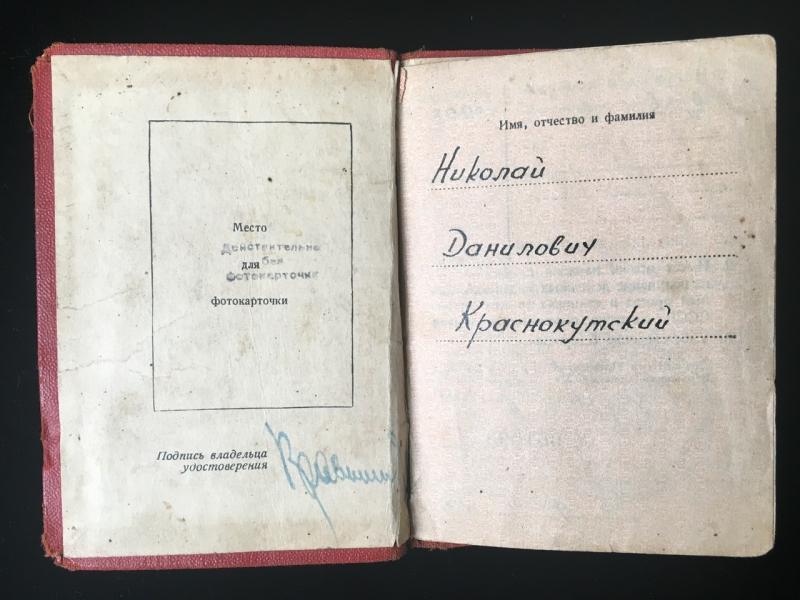 Место
Действительно
для без
фотокарточки
фотокарточки
Подпись владельца
удостоверения
Имя, отчество и фамилия
Николай
Данилович
Краснокутский